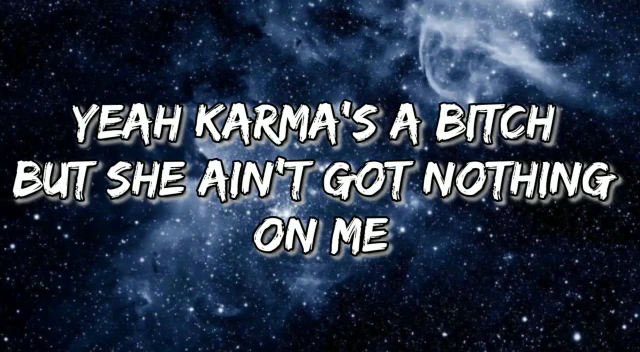 YEAH KARMA'S A BITCH
BUT SHE AIN'T GOT NOTHING
ON ME